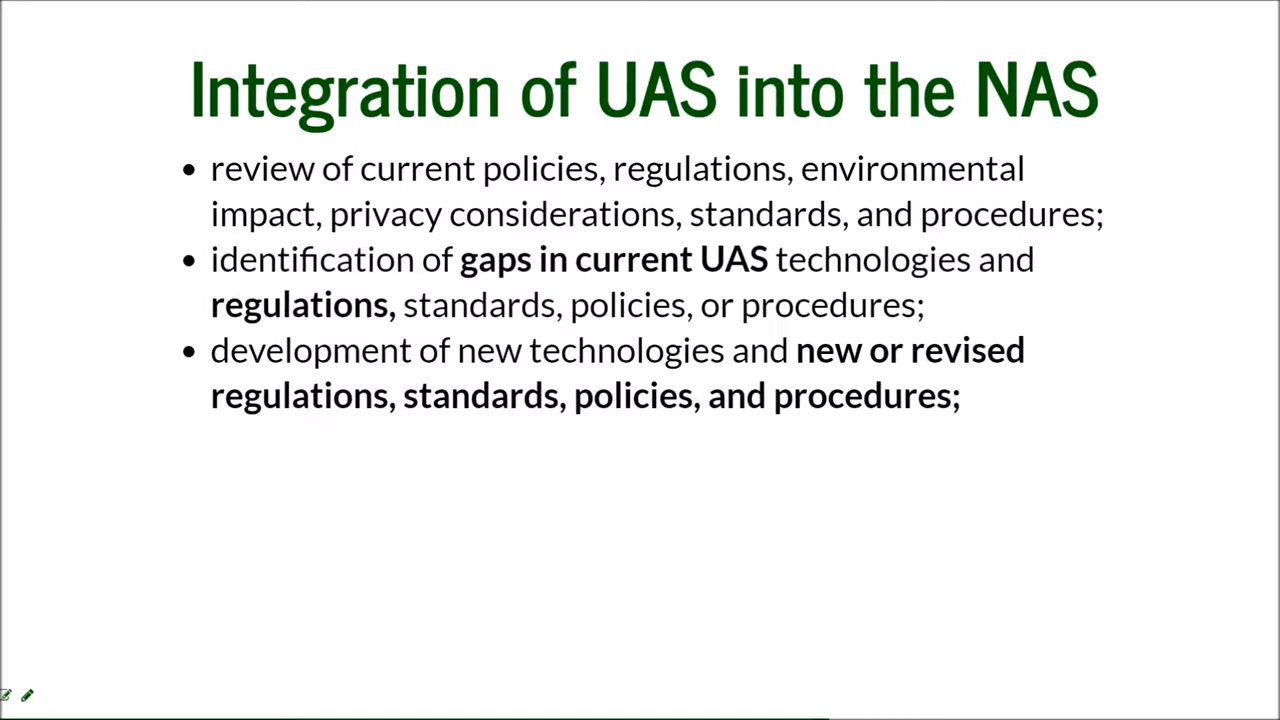 Integration of UAS into the NAS
• review of current policies, regulations, environmental
impact, privacy considerations, standards, and procedures;
• identification of gaps in current UAS technologies and
regulations, standards, policies, or procedures;
• development of new technologies and new or revised
regulations, standards, policies, and procedures;